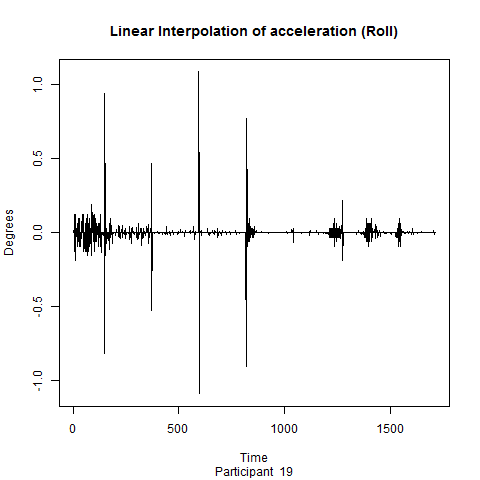 Linear Interpolation of acceleration (Roll)
Degrees
1.0
0.5
0.0
-0.5
-1.0
0 500 1000 1500
Time
Participant 19